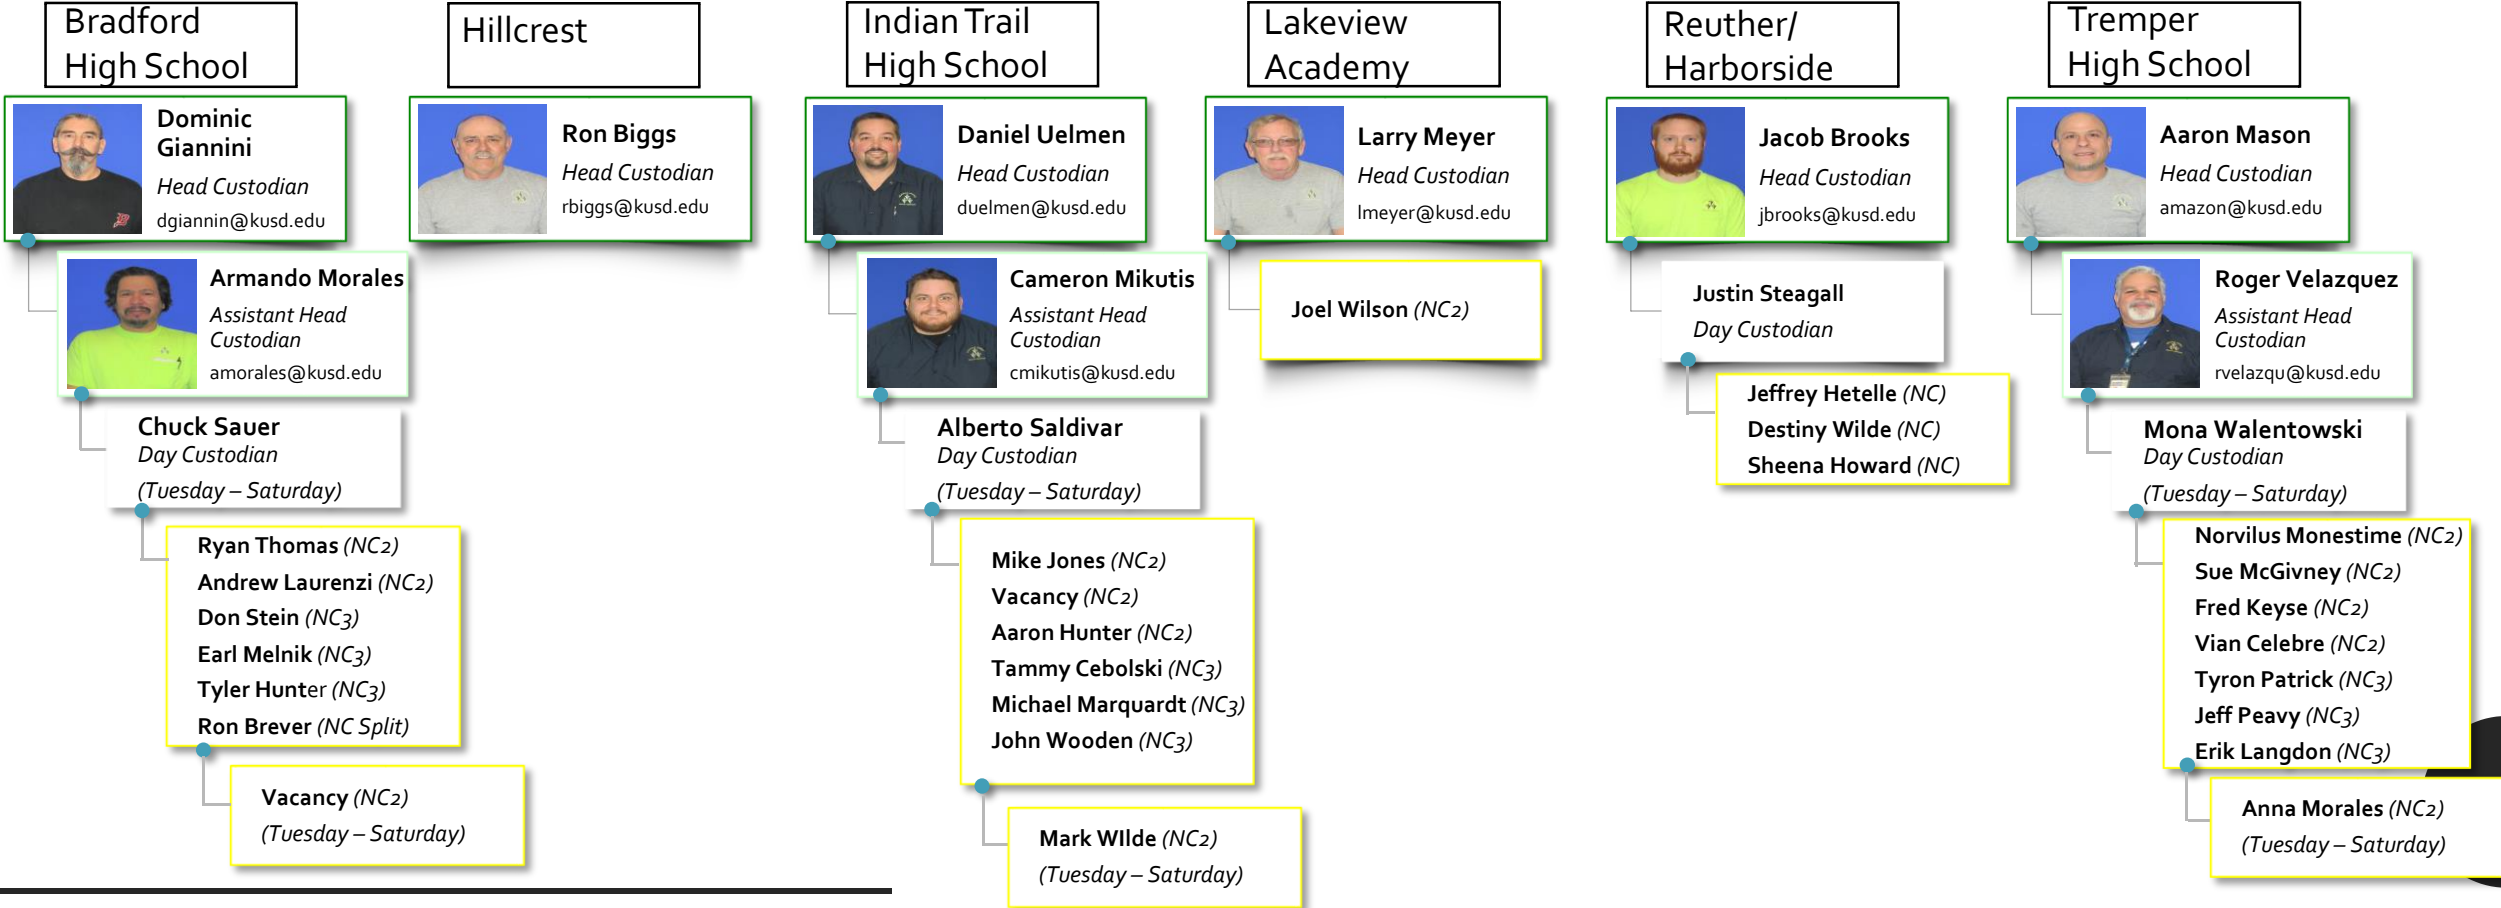 Bradford
High School
Dominic
Giannini
Head Custodian
dgiannin@kusd.edu
Armando Morales
Assistant Head
Custodian
amorales@kusd.edu
Chuck Sauer
Day Custodian
(Tuesday – Saturday)
Ryan Thomas (NC2)
Andrew Laurenzi (NC2)
Don Stein (NC3)
Earl Melnik (NC3)
Tyler Hunter (NC3)
Ron Brever (NC Split)
Vacancy (NC2)
(Tuesday – Saturday)
Hillcrest
Ron Biggs
Head Custodian
rbiggs@kusd.edu
Indian Trail
High School
Daniel Uelmen
Head Custodian
duelmen@kusd.edu
Cameron Mikutis
Assistant Head
Custodian
cmikutis@kusd.edu
Alberto Saldivar
Day Custodian
(Tuesday – Saturday)
Mike Jones (NC2)
Vacancy (NC2)
Aaron Hunter (NC2)
Tammy Cebolski (NC3)
Michael Marquardt (NC3)
John Wooden (NC3)
Mark WIlde (NC2)
(Tuesday – Saturday)
Lakeview
Academy
Larry Meyer
Head Custodian
lmeyer@kusd.edu
Joel Wilson (NC2)
Reuther/
Harborside
Jacob Brooks
Head Custodian
jbrooks@kusd.edu
Justin Steagall
Day Custodian
Jeffrey Hetelle (NC)
Destiny Wilde (NC)
Sheena Howard (NC)
Tremper
High School
Aaron Mason
Head Custodian
amazon@kusd.edu
Roger Velazquez
Assistant Head
Custodian
rvelazqu@kusd.edu
Mona Walentowski
Day Custodian
(Tuesday – Saturday)
Norvilus Monestime (NC2)
Sue McGivney (NC2)
Fred Keyse (NC2)
Vian Celebre (NC2)
Tyron Patrick (NC3)
Jeff Peavy (NC3)
Erik Langdon (NC3)
Anna Morales (NC2)
(Tuesday – Saturday)